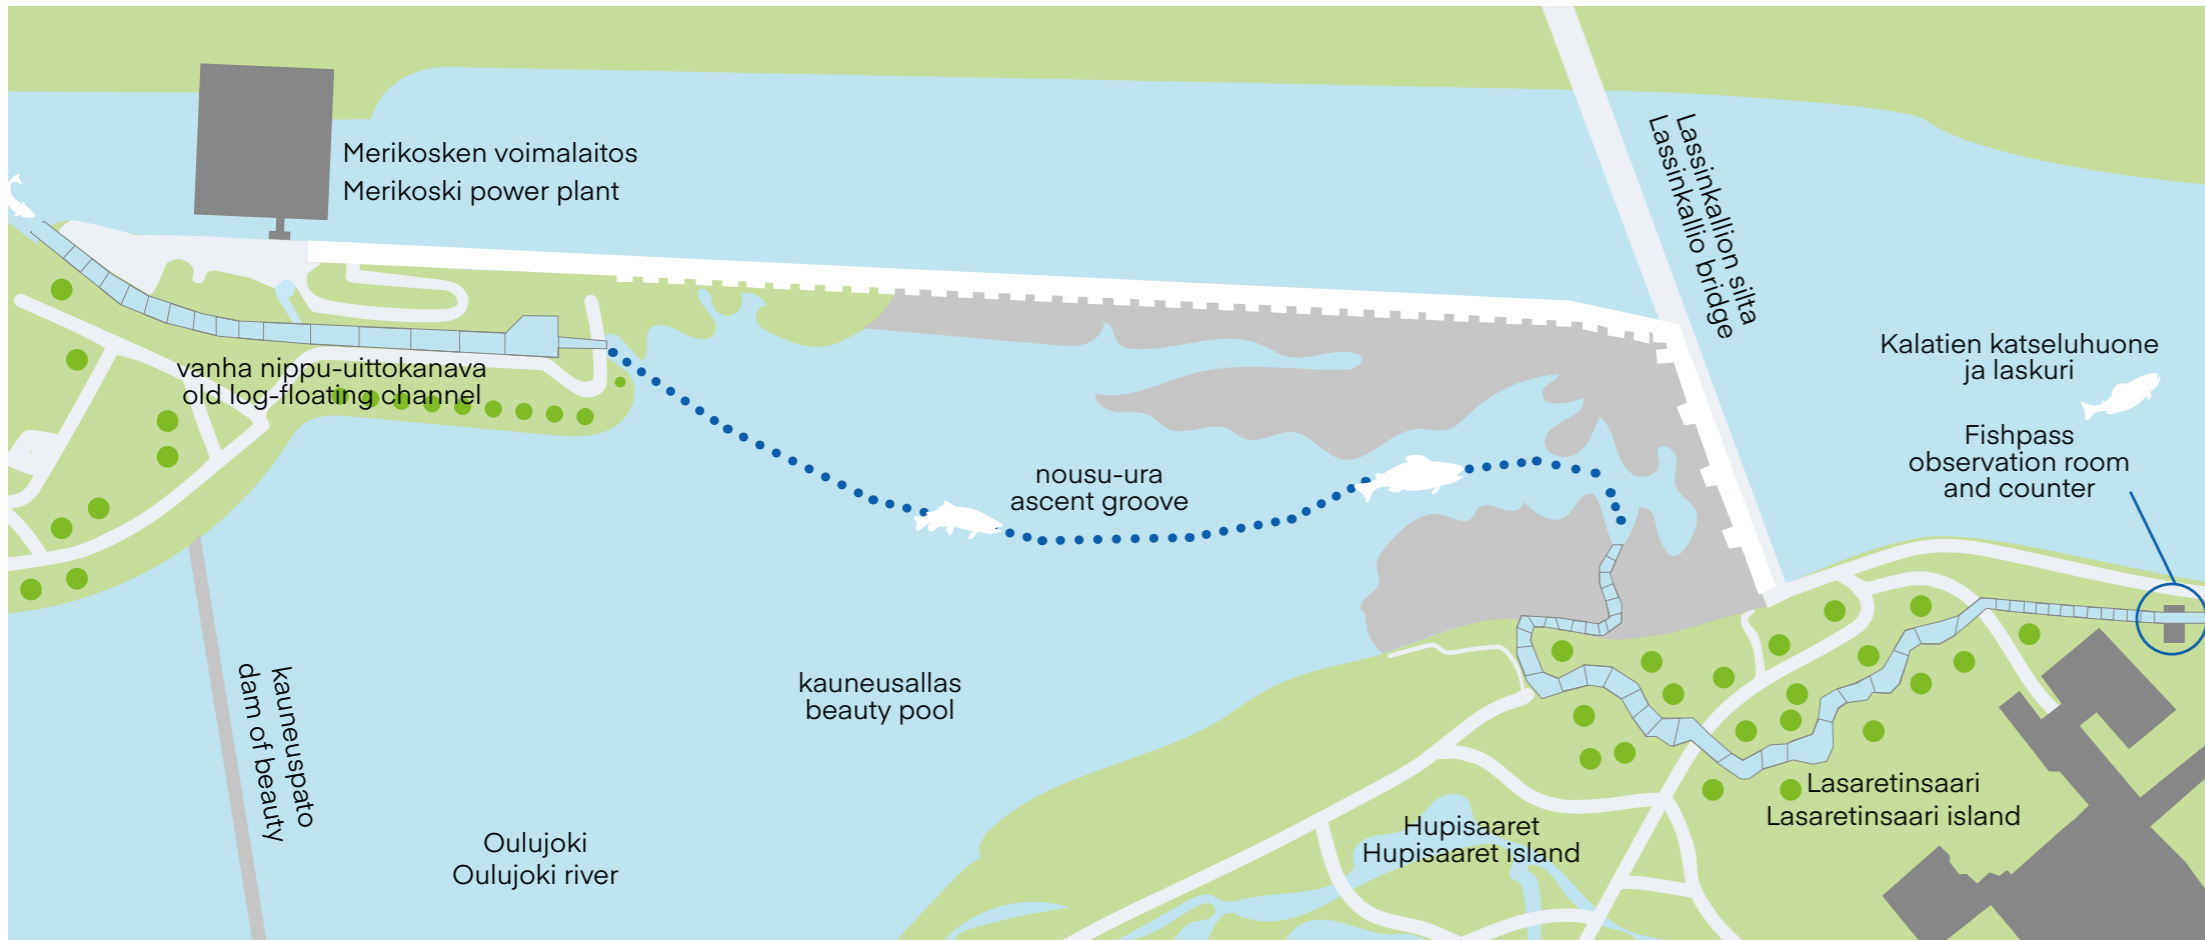 Merikosken voimalaitos
Merikoski power plant
Lassinkallion silta
Lassinkallio bridge
Kalatien katseluhuone
ja laskuri
Fishpass
observation room
and counter
vanha nippu-uittokanava
old log-floating channel
nousu-ura
ascent groove
kauneusallas
beauty pool
kauneuspato
dam of beauty
Oulujoki
Oulujoki river
Hupisaaret
Hupisaaret island
Lasaretinsaari
Lasaretinsaari island